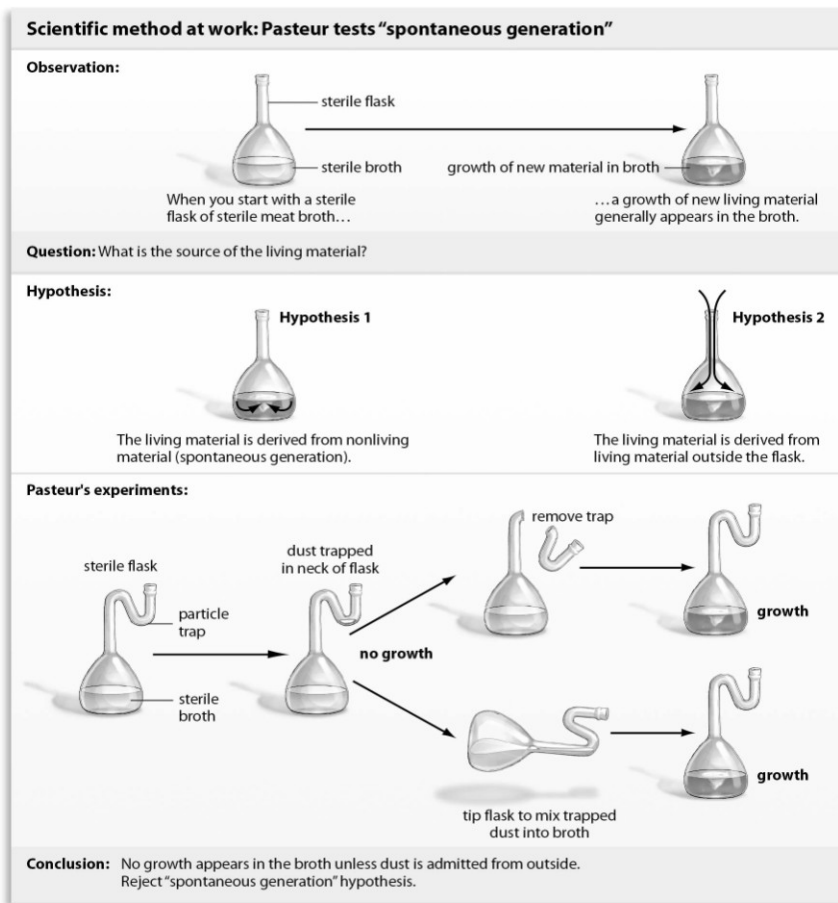 Scientific method at work: Pasteur tests “spontaneous generation”
Observation:
sterile flask
sterile broth
growth of new material in broth
When you start with a sterile
flask of sterile meat broth…
…a growth of new living material
generally appears in the broth.
Question: What is the source of the living material?
Hypothesis:
Hypothesis 1
Hypothesis 2
The living material is derived from nonliving
material (spontaneous generation).
The living material is derived from
living material outside the flask.
Pasteur's experiments:
sterile flask
particle
trap
sterile
broth
dust trapped
in neck of flask
no growth
remove trap
growth
tip flask to mix trapped
dust into broth
growth
Conclusion: No growth appears in the broth unless dust is admitted from outside.
Reject “spontaneous generation” hypothesis.